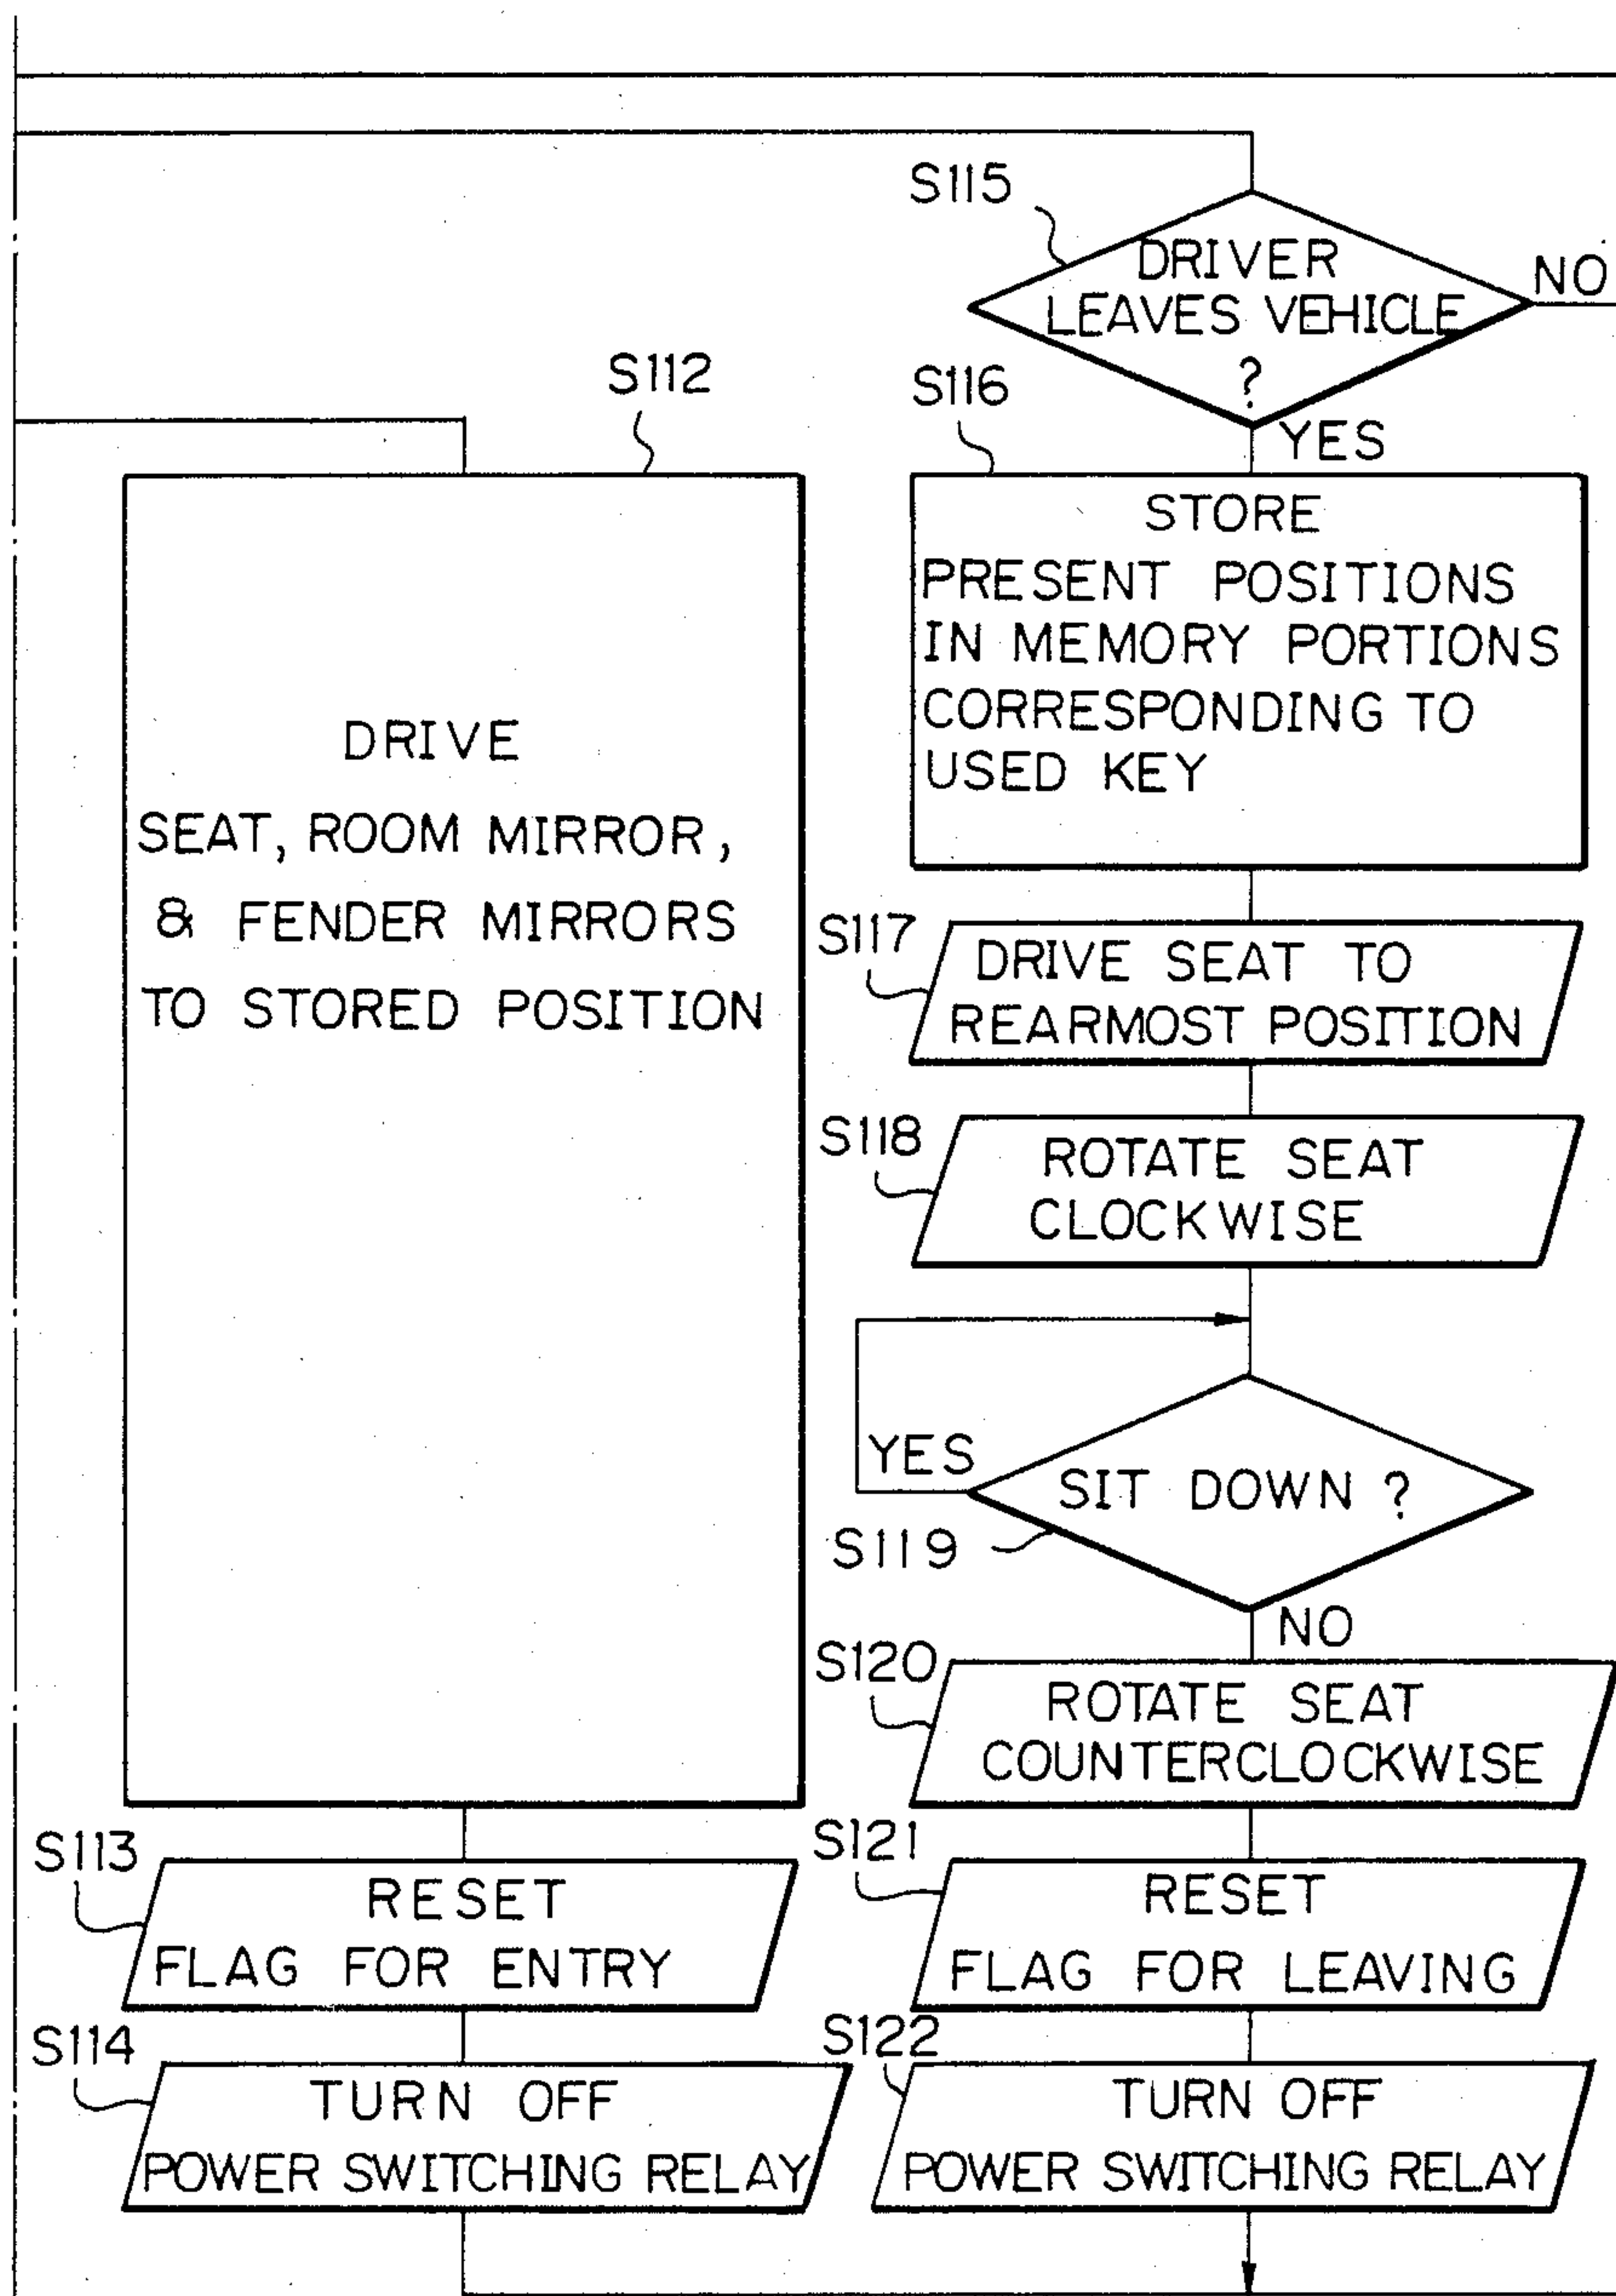 S112
DRIVE
SEAT, ROOM MIRROR,
& FENDER MIRRORS
TO STORED POSITION
S113
RESET
FLAG FOR ENTRY
S114
TURN OFF
POWER SWITCHING RELAY
S115
DRIVER
LEAVES VEHICLE
?
NO
YES
S116
STORE
PRESENT POSITIONS
IN MEMORY PORTIONS
CORRESPONDING TO
USED KEY
S117
DRIVE SEAT TO
REARMOST POSITION
S118
ROTATE SEAT
CLOCKWISE
YES
SIT DOWN ?
S119
NO
S120
ROTATE SEAT
COUNTERCLOCKWISE
S121
RESET
FLAG FOR LEAVING
S122
TURN OFF
POWER SWITCHING RELAY